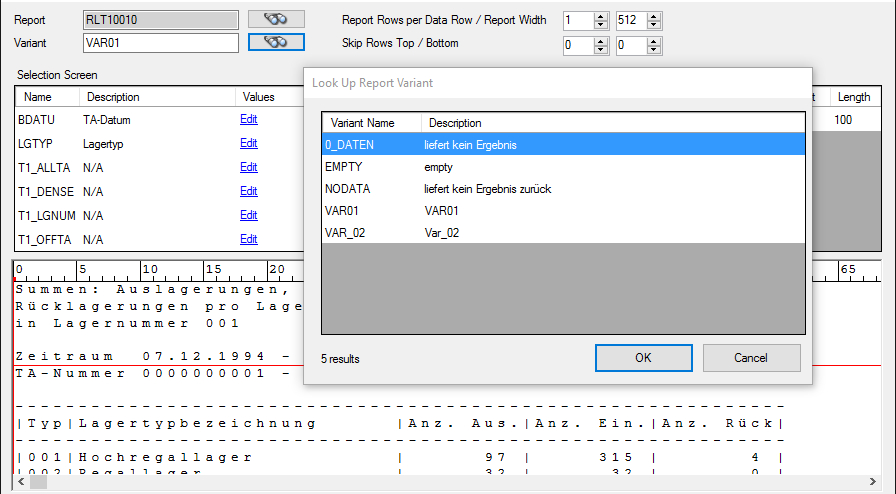 Report RLT10010 Report Rows per Data Row / Report Width 1 512
Variant VAR01 Skip Rows Top / Bottom 0 0
Selection Screen
Name Description Values
BDATU TA-Datum Edit
LGTYP Lagertyp Edit
T1_ALLTA N/A Edit
T1_DENSE N/A Edit
T1_LGNUM N/A Edit
T1_OFFTA N/A Edit
Length
100
Look Up Report Variant
Variant Name Description
0_DATEN liefert kein Ergebnis
EMPTY empty
NODATA liefert kein Ergebnis zurück
VAR01 VAR01
VAR_02 Var_02
5 results OK Cancel
0 5 10 15 20 65
Summen: Auslagerungen,
Rücklagerungen pro Lage
in Lagernummer 001
Zeitraum 07.12.1994 -
TA-Nummer 0000000001 -
|Typ|Lagertypbezeichnung |Anz. Aus.|Anz. Ein.|Anz. Rück|
|001|Hochregallager | 97 | 315 | 4 |
|002|Regallager | 32 | 32 | 0 |